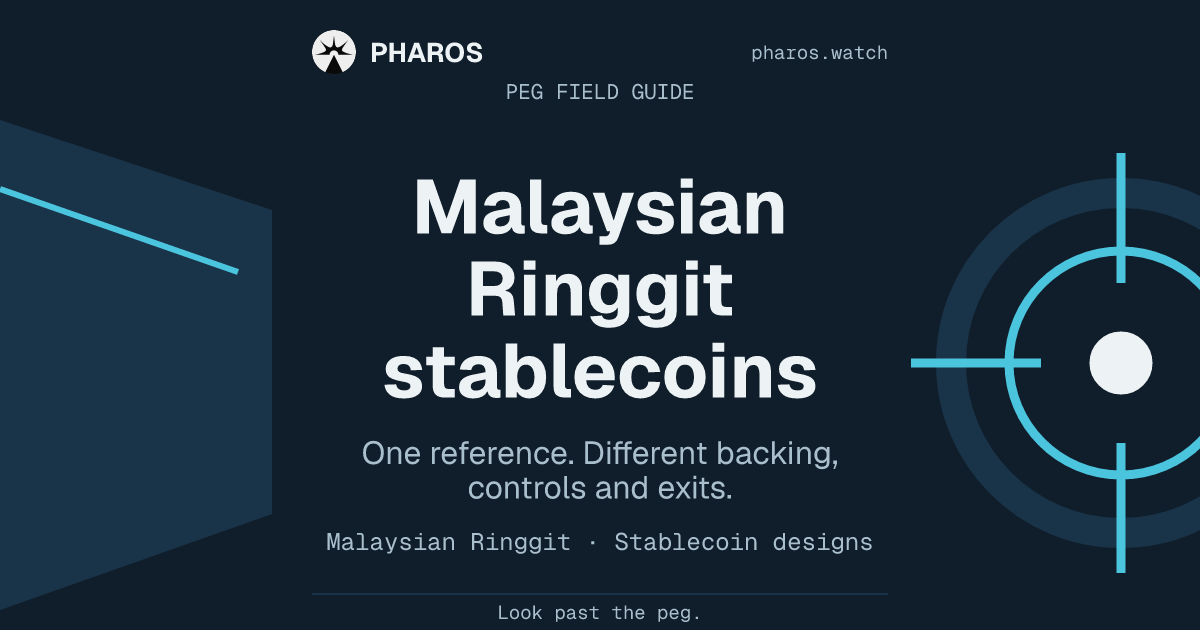 PHAROS
pharos.watch
PEG FIELD GUIDE
Malaysian
Ringgit
stablecoins
One reference. Different backing,
controls and exits.
Malaysian Ringgit · Stablecoin designs
Look past the peg.